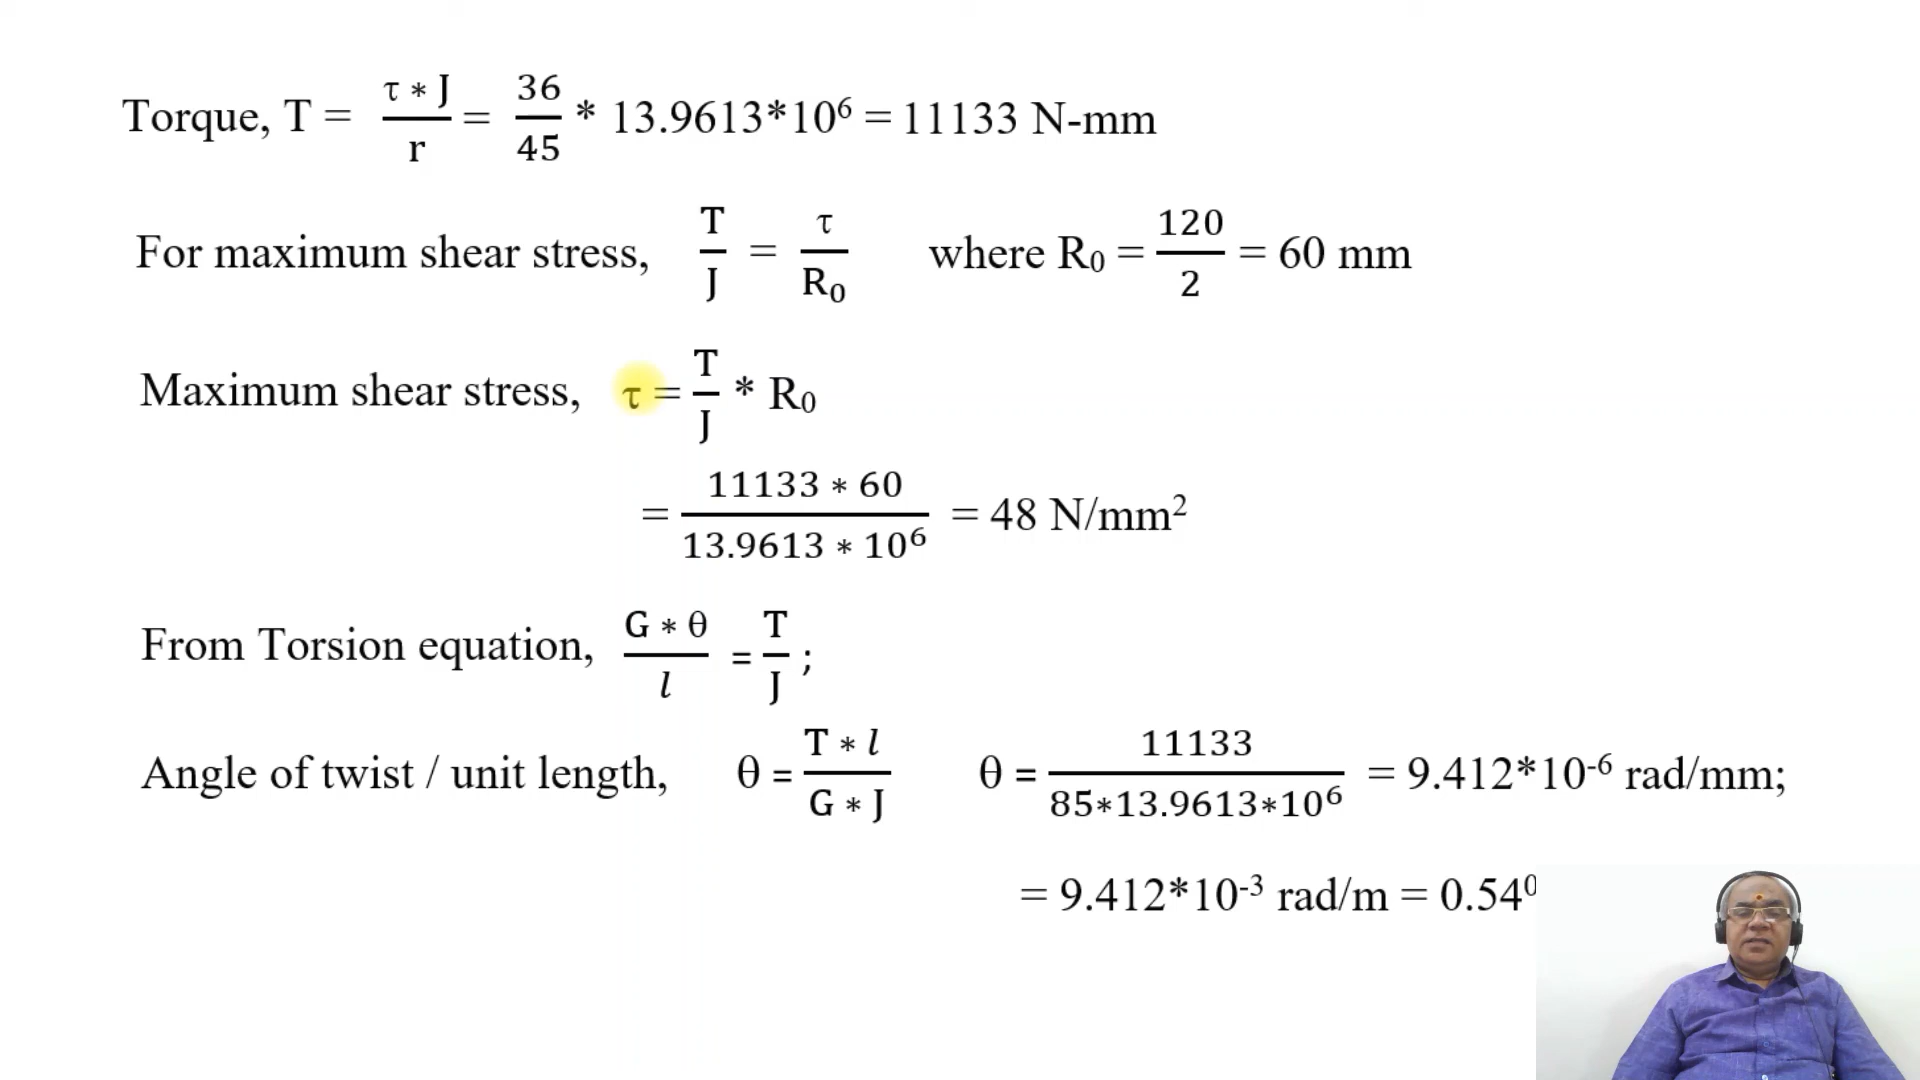 Torque, T = τ * J / r = 36 / 45 * 13.9613*10⁶ = 11133 N-mm
For maximum shear stress, T / J = τ / R₀ where R₀ = 120 / 2 = 60 mm
Maximum shear stress, τ = T / J * R₀
= 11133 * 60 / 13.9613 * 10⁶ = 48 N/mm²
From Torsion equation, G * θ / l = T / J ;
Angle of twist / unit length, θ = T * l / G * J θ = 11133 / 85*13.9613*10⁶ = 9.412*10⁻⁶ rad/mm;
= 9.412*10⁻³ rad/m = 0.54⁰